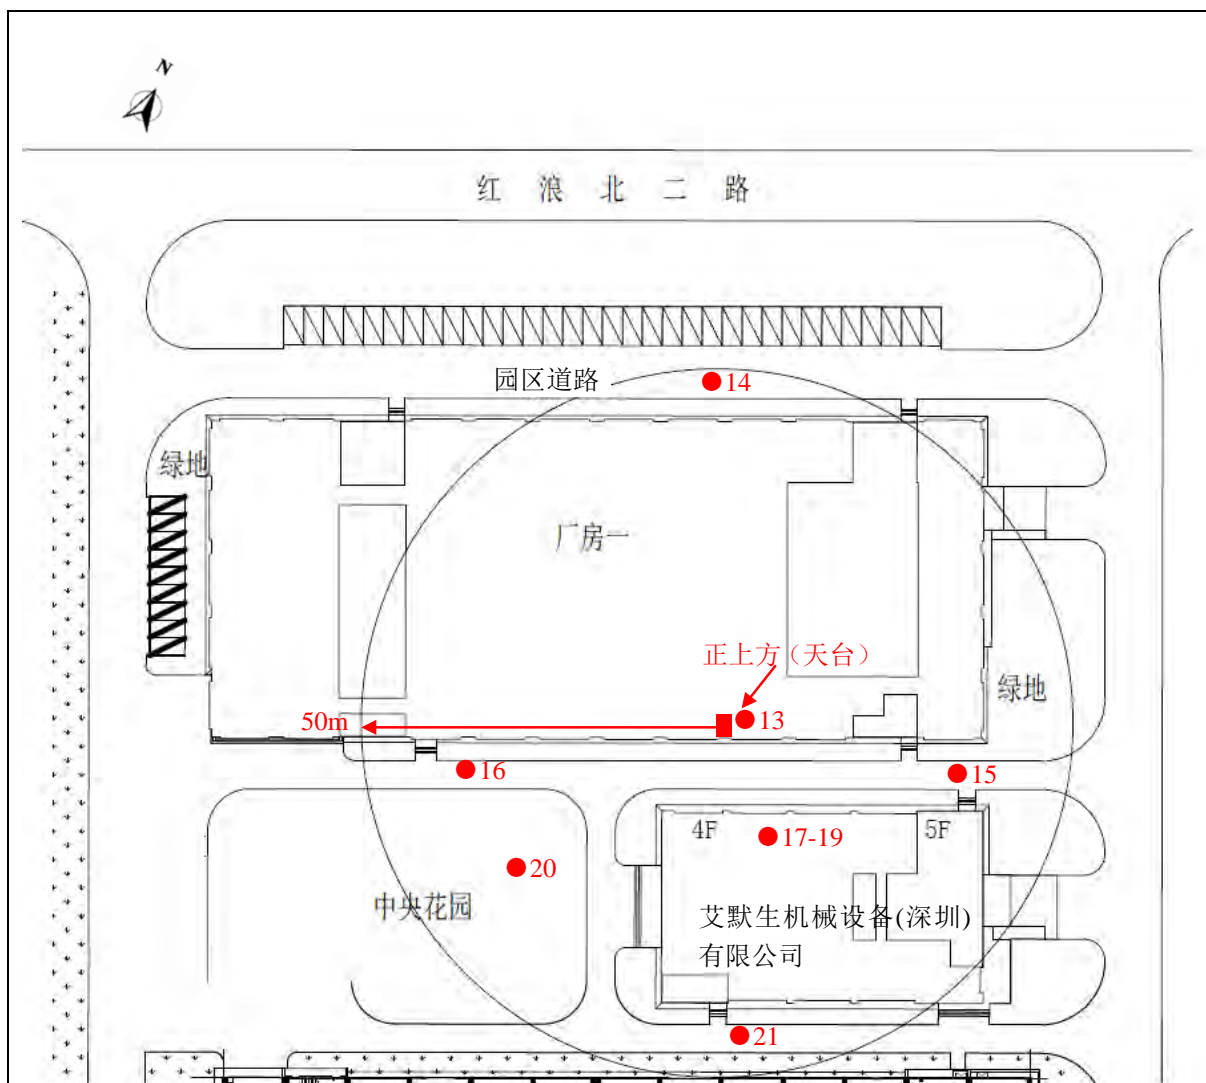 N
红浪北二路
园区道路
14
绿地
厂房一
正上方（天台）
绿地
50m
13
16
15
4F
17-19
5F
20
中央花园
艾默生机械设备(深圳)
有限公司
21